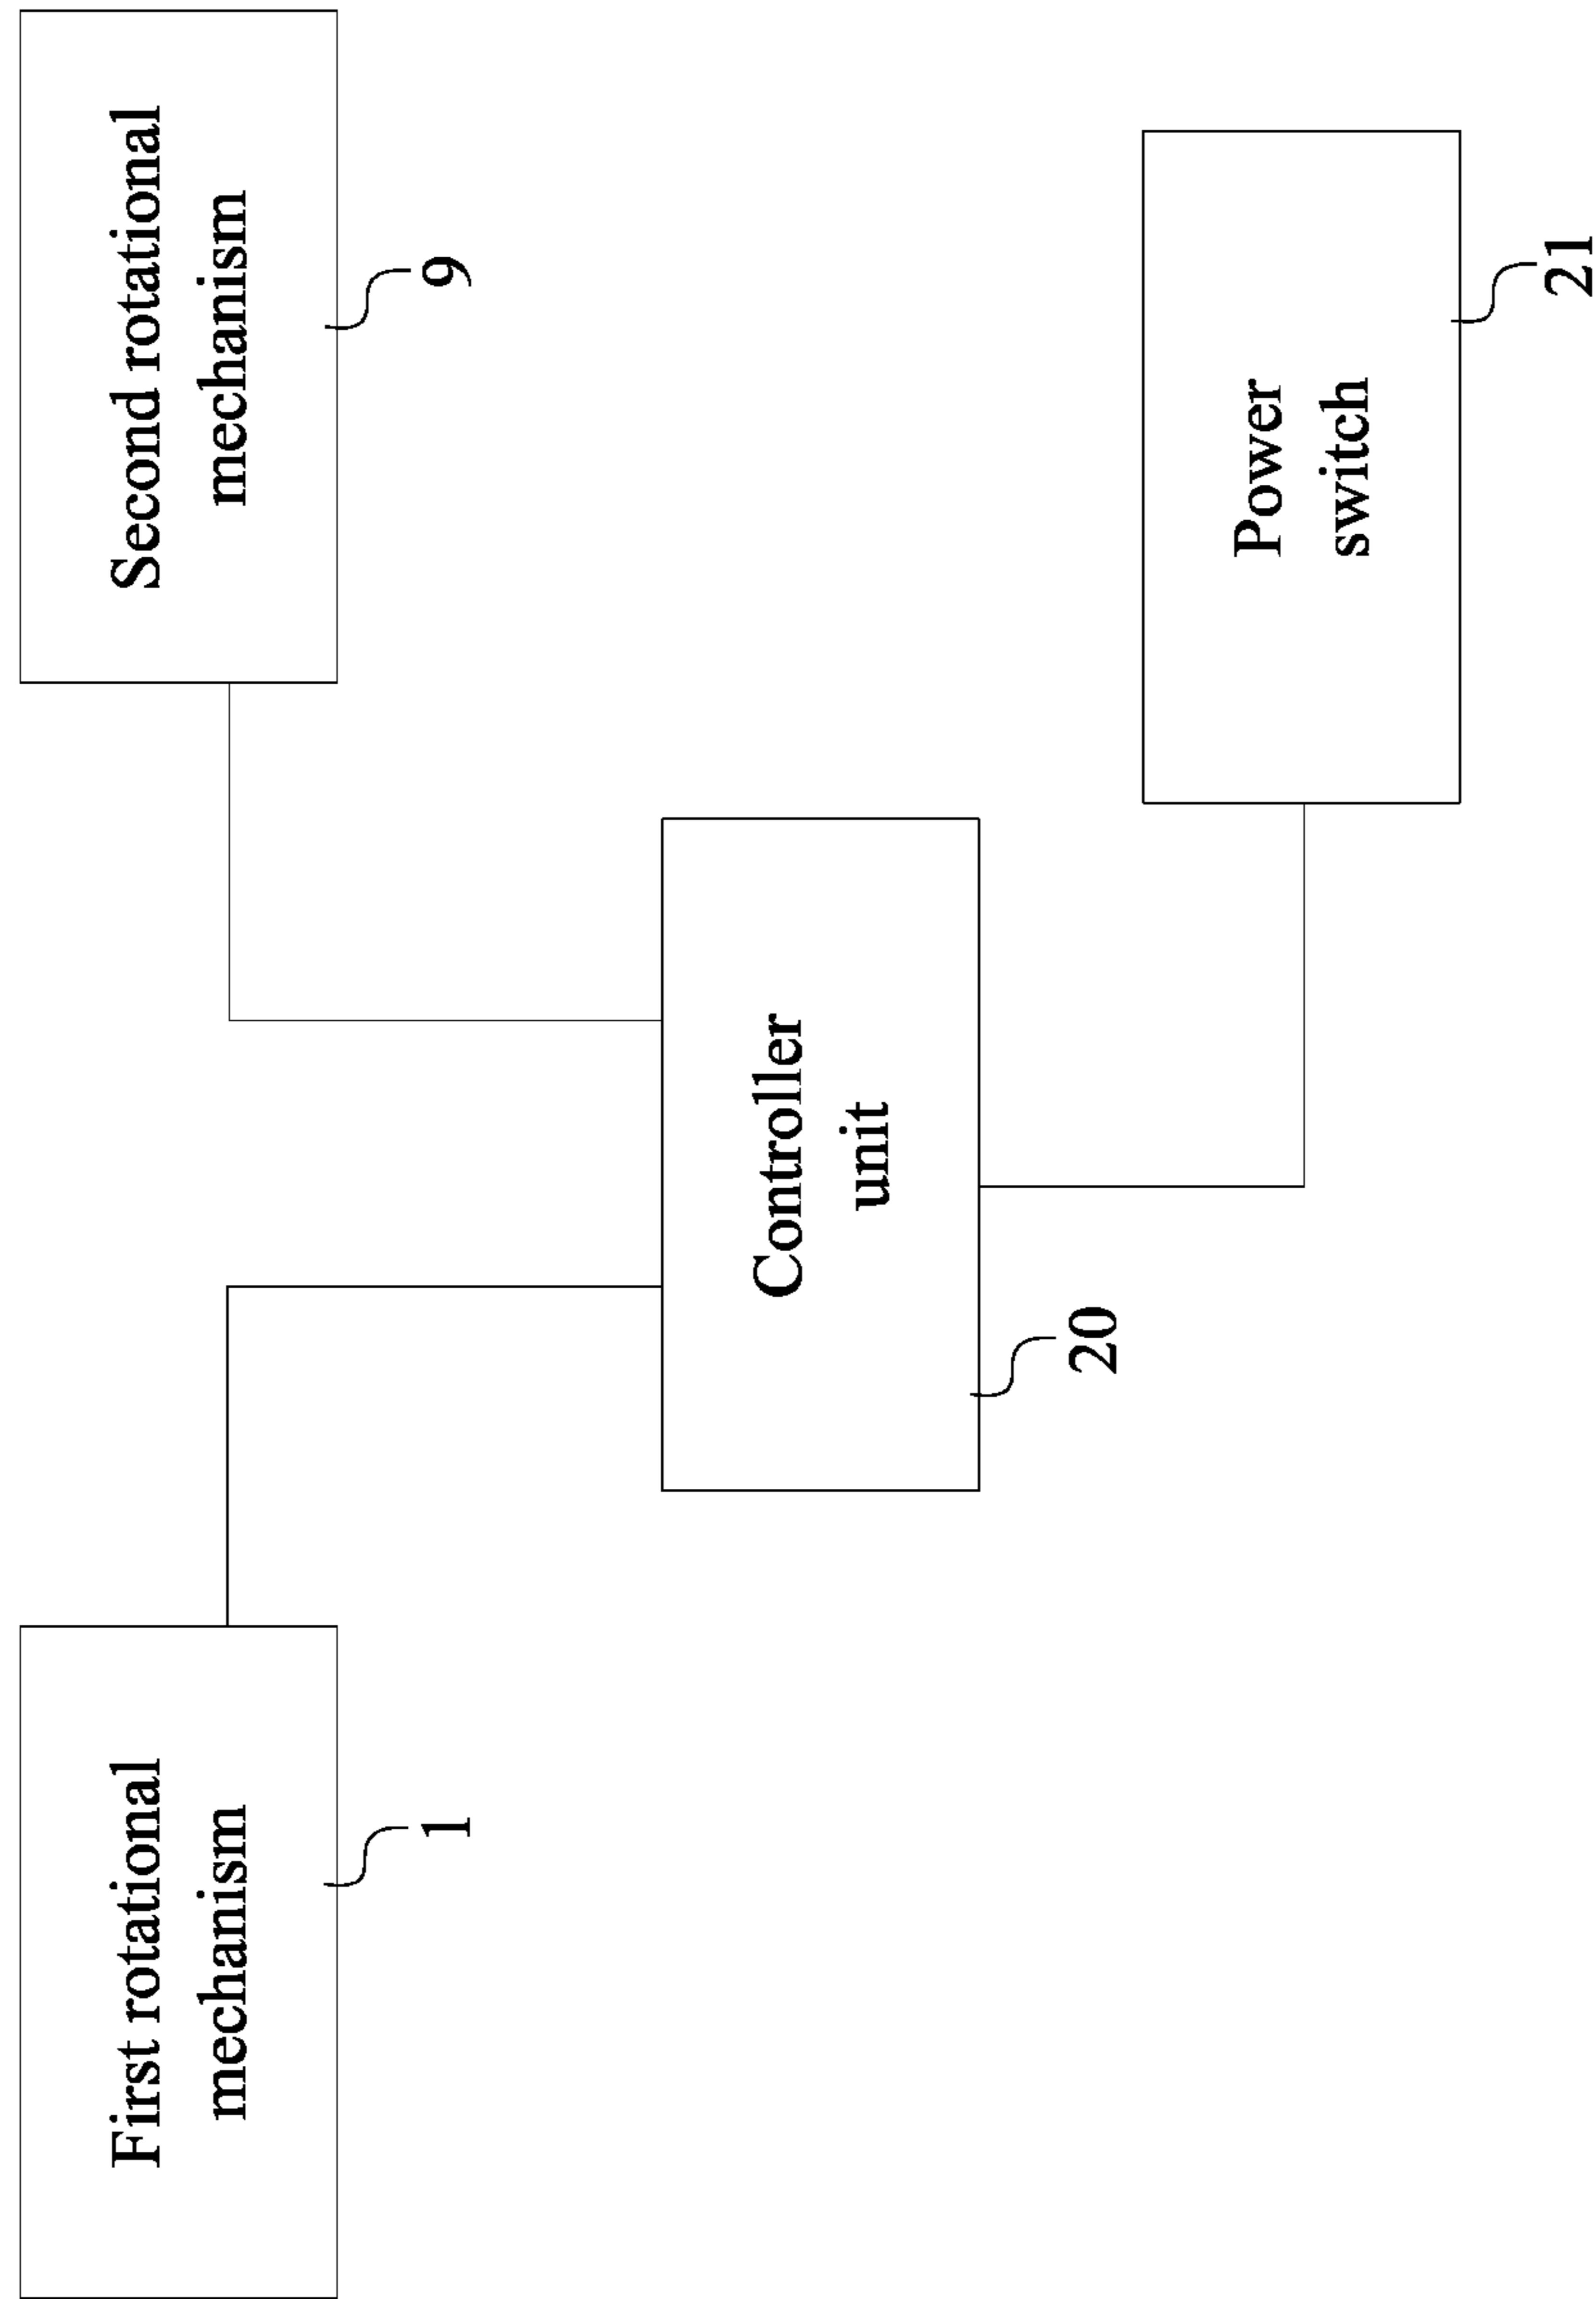 First rotational
mechanism
1
Second rotational
mechanism
9
Controller
unit
20
Power
switch
21